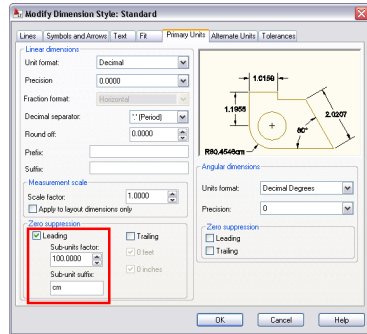 Modify Dimension Style: Standard
Lines Symbols and Arrows Text Fit Primary Units Alternate Units Tolerances
Linear dimensions
Unit format: Decimal
Precision 0.0000
Fraction format: Horizontal
Decimal separator: '.' (Period)
Round off: 0.0000
Prefix:
Suffix:
Measurement scale
Scale factor: 1.0000
Apply to layout dimensions only
Zero suppression
Leading Trailing
Sub-units factor: 0 feet
100.0000
Sub-unit suffix: 0 inches
cm
1.0159
1.1955
2.0207
60°
R80.4546cm
Angular dimensions
Units format: Decimal Degrees
Precision: 0
Zero suppression
Leading
Trailing
OK Cancel Help